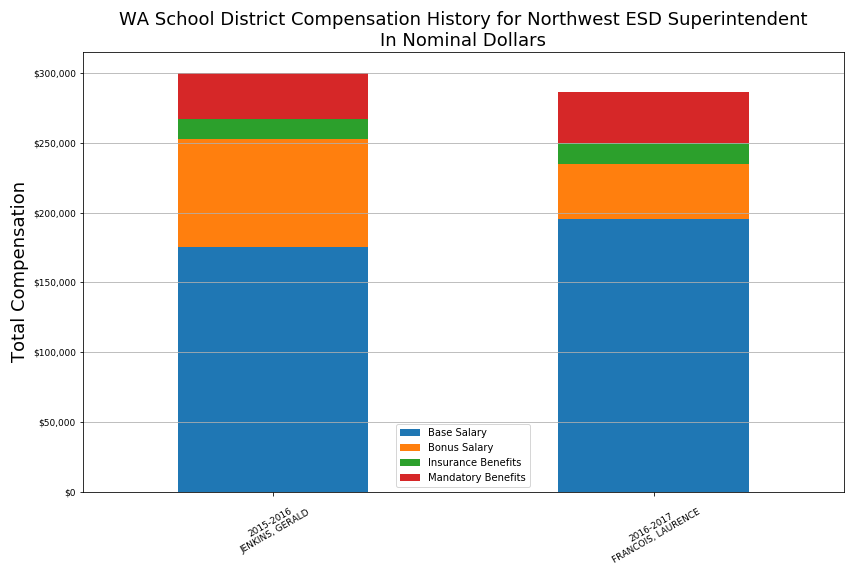 WA School District Compensation History for Northwest ESD Superintendent
In Nominal Dollars
Total Compensation
$300,000
$250,000
$200,000
$150,000
$100,000
$50,000
$0
Base Salary
Bonus Salary
Insurance Benefits
Mandatory Benefits
2015-2016
JENKINS, GERALD
2016-2017
FRANCOIS, LAURENCE